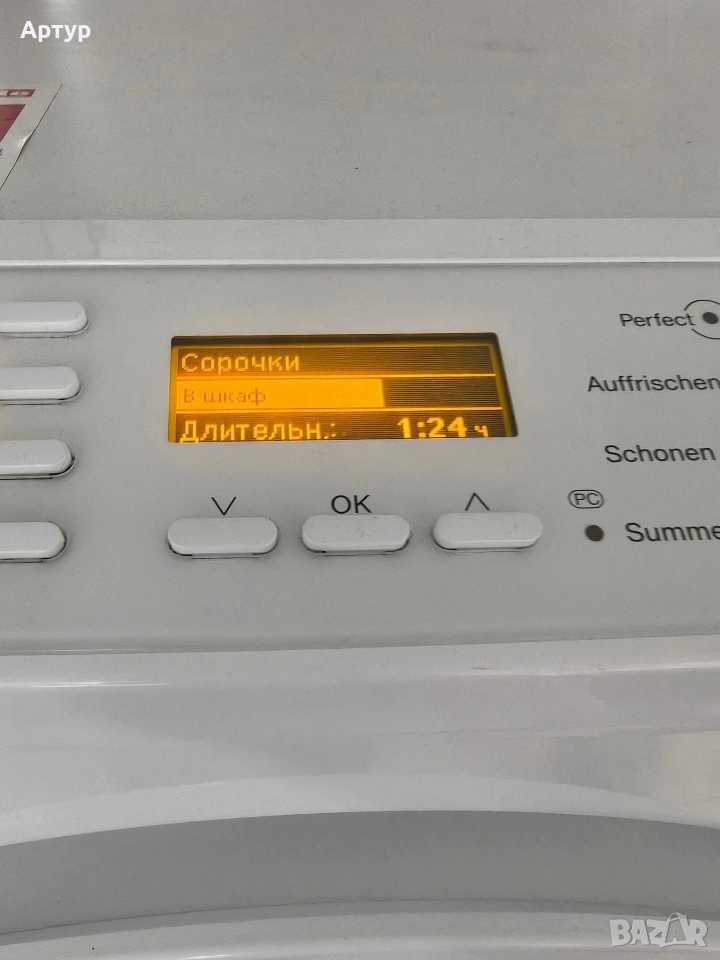 Артур
Сорочки
В шкаф
Длительн.: 1:24 ч
OK
Perfect
Auffrischen
Schonen
PC
Summe
BAZAR